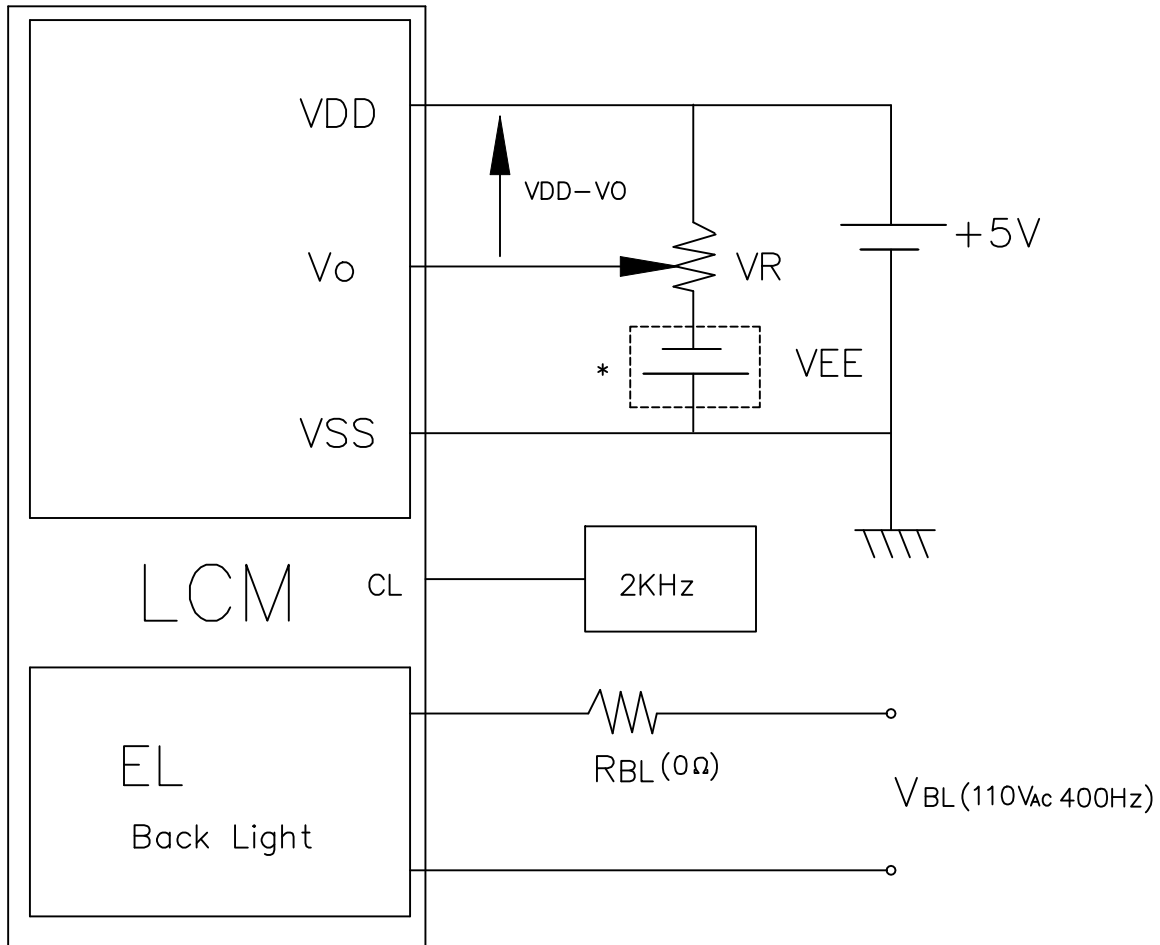 VDD
VDD-VO
+5V
Vo
VR
*
VEE
VSS
LCM
CL
2KHz
EL
Back Light
RBL(0Ω)
VBL(110VAC 400Hz)